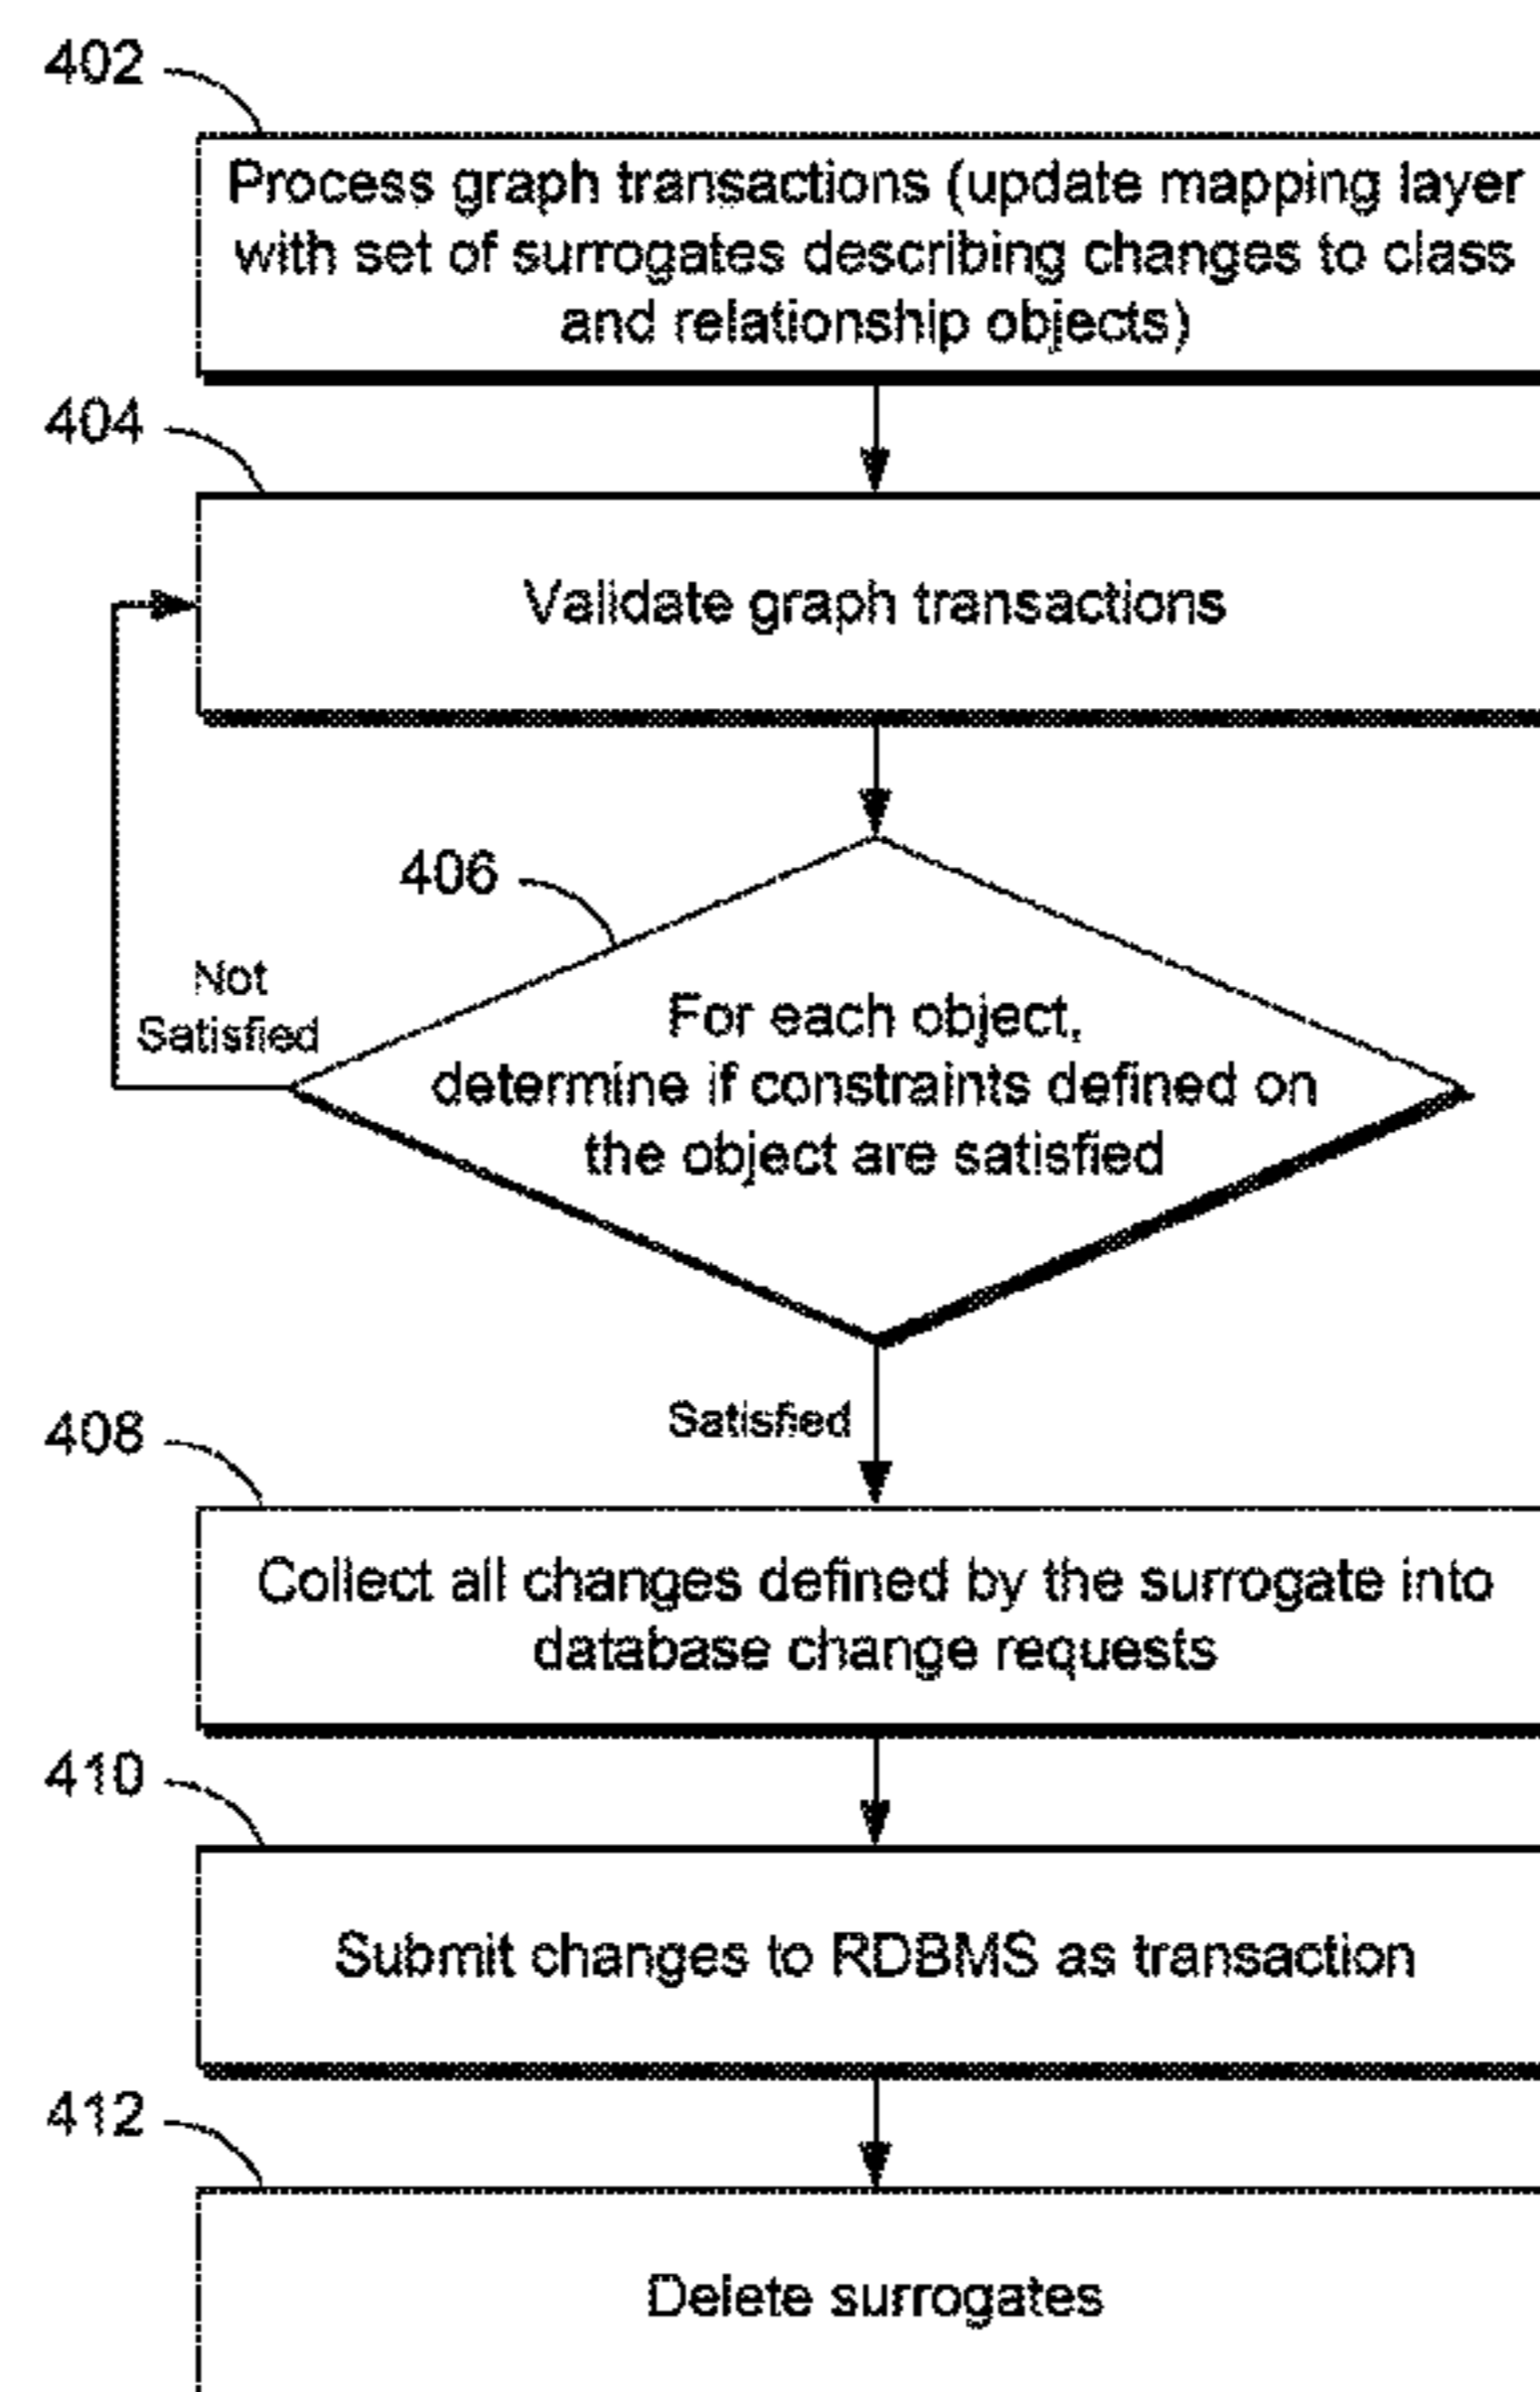 402
Process graph transactions (update mapping layer
with set of surrogates describing changes to class
and relationship objects)
404
Validate graph transactions
406
Not
Satisfied
For each object,
determine if constraints defined on
the object are satisfied
Satisfied
408
Collect all changes defined by the surrogate into
database change requests
410
Submit changes to RDBMS as transaction
412
Delete surrogates